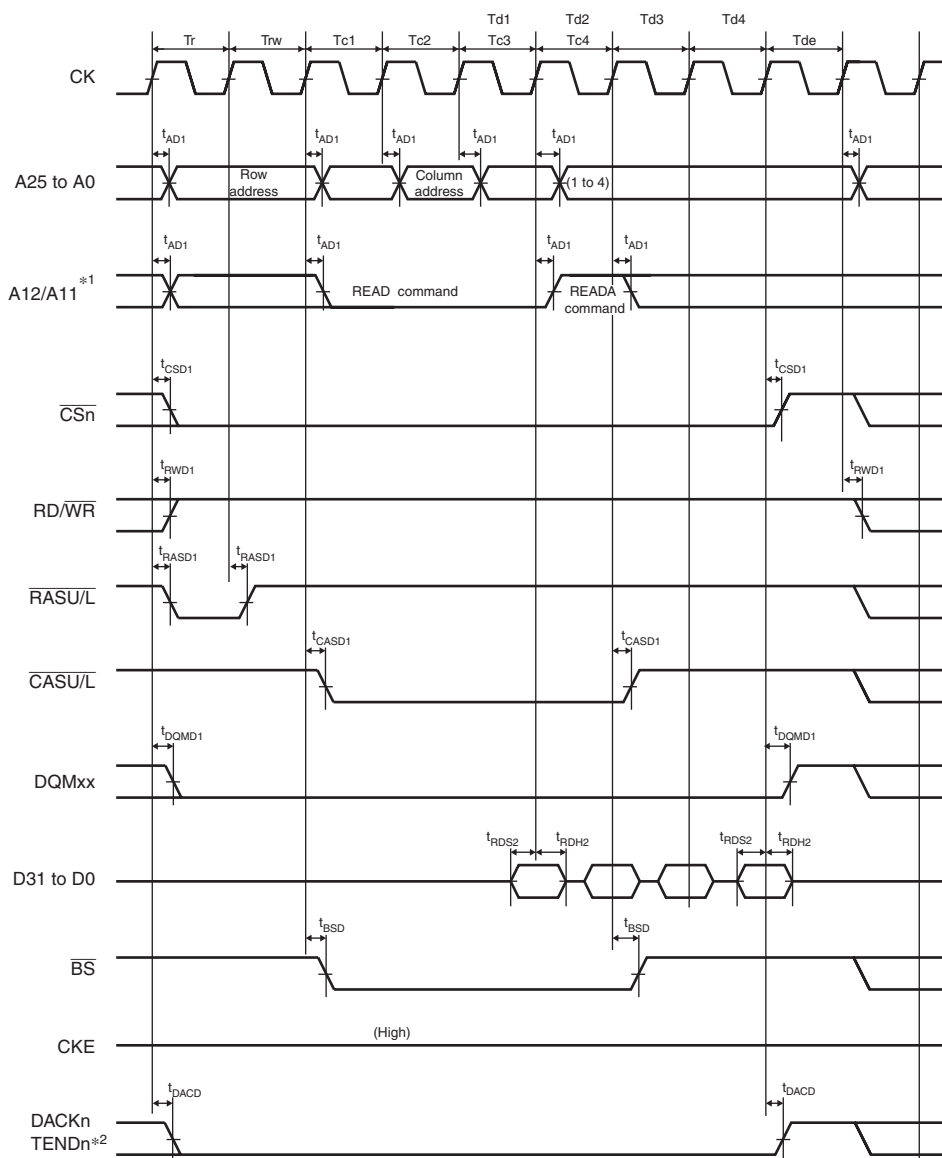 Td1 Td2 Td3 Td4
Tr Trw Tc1 Tc2 Tc3 Tc4 Tde
CK
tAD1 tAD1 tAD1 tAD1 tAD1 tAD1
A25 to A0 Row address Column address (1 to 4)
tAD1 tAD1 tAD1 tAD1
A12/A11*1 READ command READA command
tCSD1 tCSD1
CSn
tRWD1 tRWD1
RD/WR
tRASD1 tRASD1
RASU/L
tCASD1 tCASD1
CASU/L
tDQMD1 tDQMD1
DQMxx
tRDS2 tRDH2 tRDS2 tRDH2
D31 to D0
tBSD tBSD
BS
(High)
CKE
tDACD tDACD
DACKn
TENDn*2